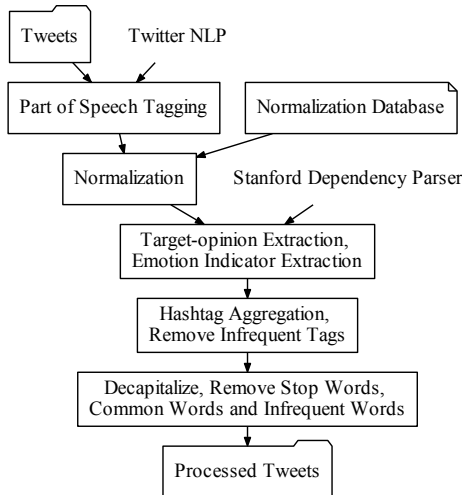 Tweets
Twitter NLP
Part of Speech Tagging
Normalization Database
Normalization
Stanford Dependency Parser
Target-opinion Extraction,
Emotion Indicator Extraction
Hashtag Aggregation,
Remove Infrequent Tags
Decapitalize, Remove Stop Words,
Common Words and Infrequent Words
Processed Tweets